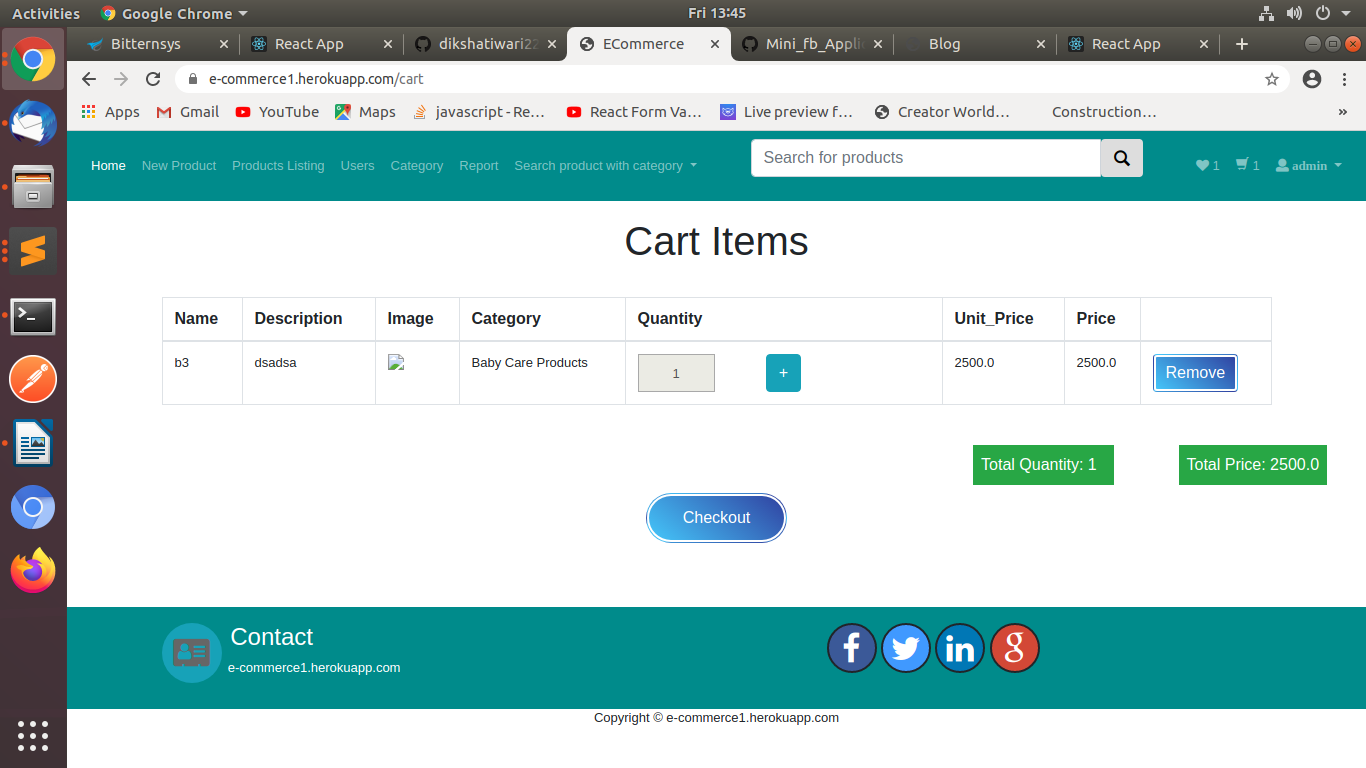 Activities Google Chrome Fri 13:45
Bitternsys React App dikshatiwari22 ECommerce Mini_fb_Appli Blog React App
e-commerce1.herokuapp.com/cart
Apps Gmail YouTube Maps javascript - Re... React Form Va... Live preview f... Creator World... Construction... »
Home New Product Products Listing Users Category Report Search product with category Search for products 1 1 admin
Cart Items
Name Description Image Category Quantity Unit_Price Price
b3 dsadsa Baby Care Products 1 + 2500.0 2500.0 Remove
Total Quantity: 1 Total Price: 2500.0
Checkout
Contact
e-commerce1.herokuapp.com
Copyright © e-commerce1.herokuapp.com